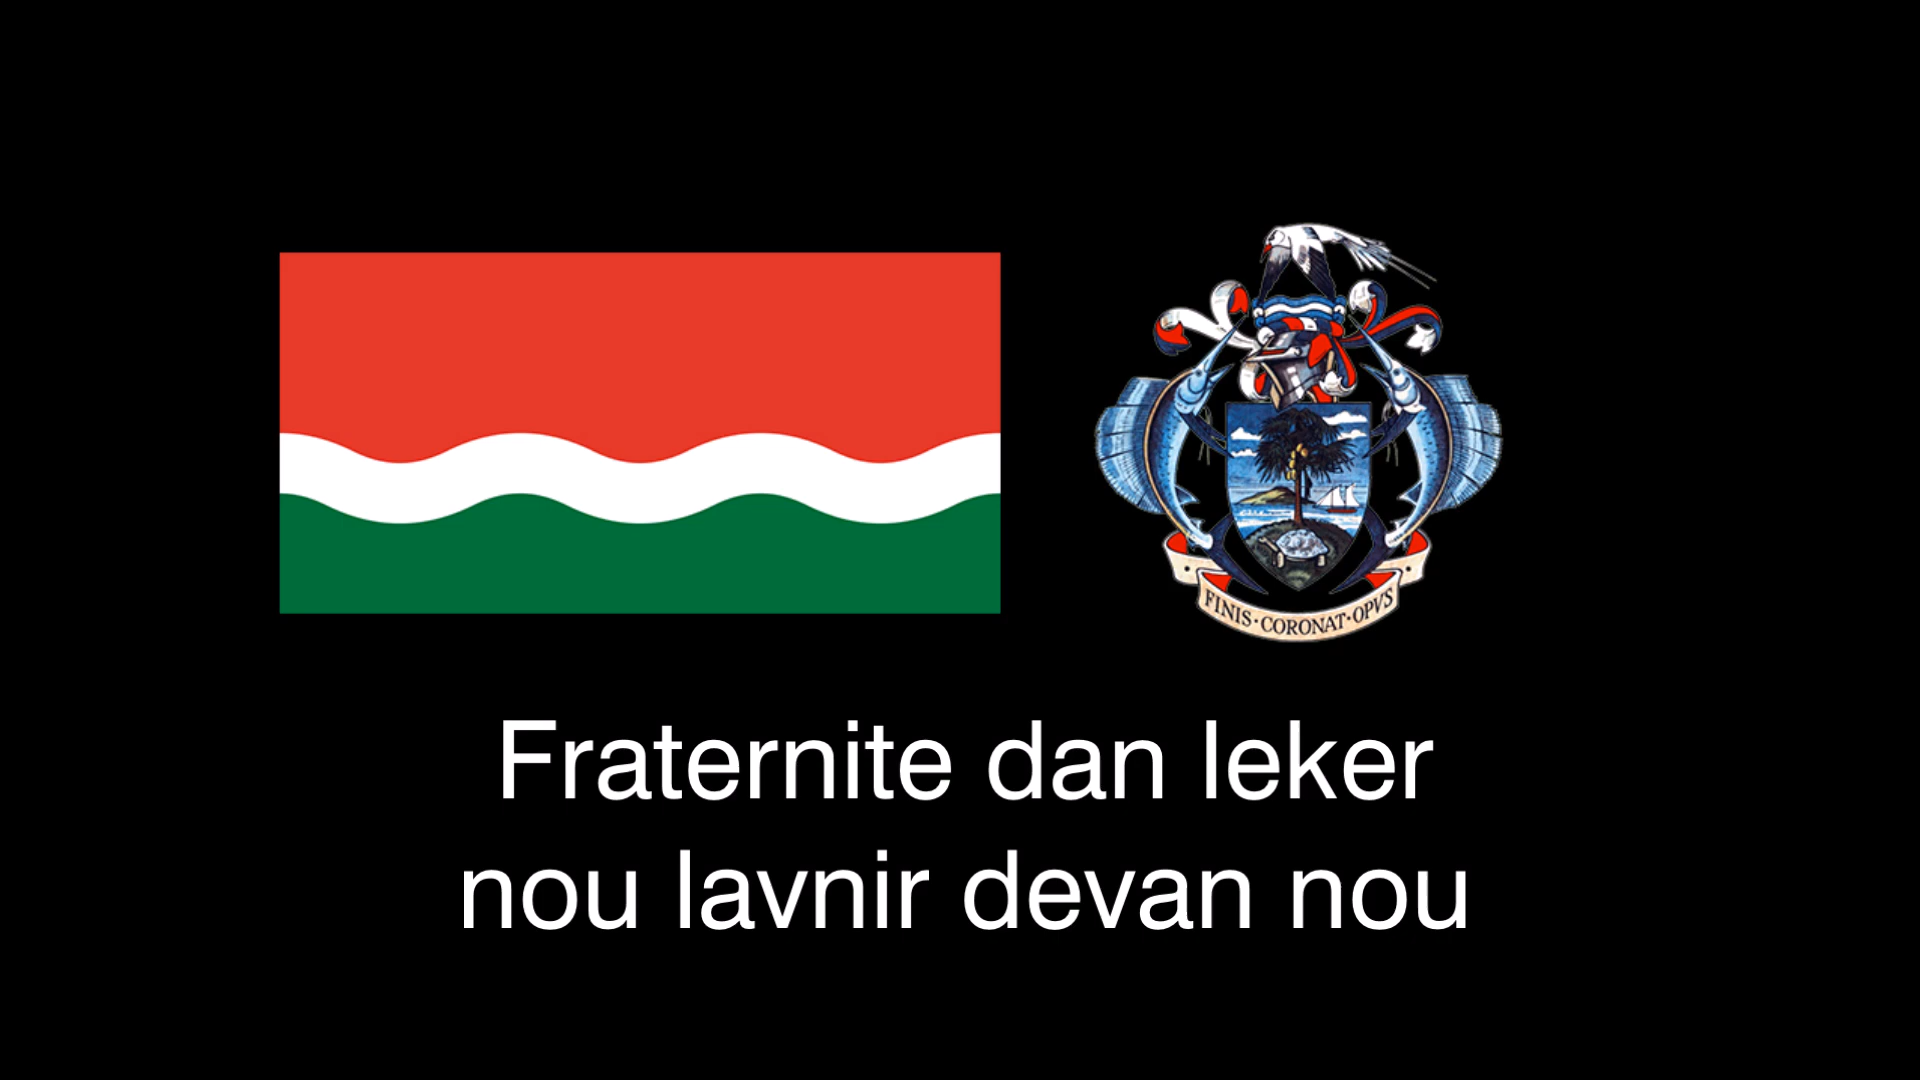 FINIS·CORONAT·OPVS
Fraternite dan leker
nou lavnir devan nou